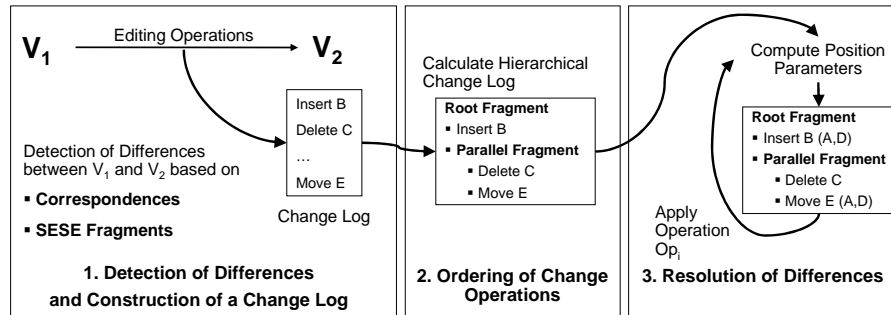 V1
Editing Operations
V2
Insert B
Delete C
…
Move E
Change Log
Detection of Differences
between V1 and V2 based on
▪ Correspondences
▪ SESE Fragments
1. Detection of Differences
and Construction of a Change Log
Calculate Hierarchical
Change Log
Root Fragment
▪ Insert B
▪ Parallel Fragment
▪ Delete C
▪ Move E
2. Ordering of Change
Operations
Compute Position
Parameters
Root Fragment
▪ Insert B (A,D)
▪ Parallel Fragment
▪ Delete C
▪ Move E (A,D)
Apply
Operation
Opi
3. Resolution of Differences